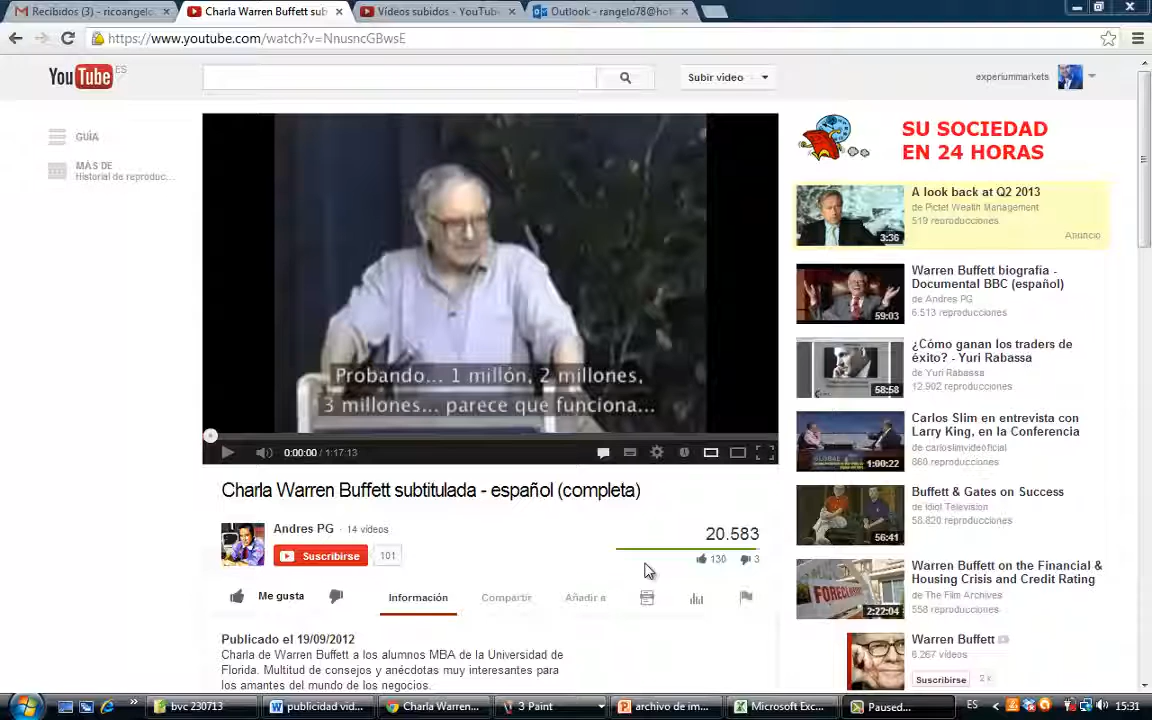 Recibidos (3) - ricoangelo.
Charla Warren Buffett sub
Vídeos subidos - YouTube
Outlook - rangelo78@hot
https://www.youtube.com/watch?v=NnusncGBwsE
YouTube ES
Subir vídeo
experiummarkets
GUÍA
MÁS DE
Historial de reproduc...
Probando... 1 millón, 2 millones,
3 millones... parece que funciona...
0:00:00 / 1:17:13
Charla Warren Buffett subtitulada - español (completa)
Andres PG · 14 vídeos
Suscribirse 101
20.583
130 3
Me gusta
Información
Compartir
Añadir a
Publicado el 19/09/2012
Charla de Warren Buffett a los alumnos MBA de la Universidad de
Florida. Multitud de consejos y anécdotas muy interesantes para
los amantes del mundo de los negocios.
SU SOCIEDAD
EN 24 HORAS
A look back at Q2 2013
de Pictet Wealth Management
519 reproducciones
Anuncio
3:36
Warren Buffett biografía -
Documental BBC (español)
de Andres PG
6.513 reproducciones
59:03
¿Cómo ganan los traders de
éxito? - Yuri Rabassa
de Yuri Rabassa
12.902 reproducciones
58:58
Carlos Slim en entrevista con
Larry King, en la Conferencia
de carlosslimvideoficial
860 reproducciones
1:00:22
Buffett & Gates on Success
de Idiol Television
58.820 reproducciones
56:41
Warren Buffett on the Financial &
Housing Crisis and Credit Rating
de The Film Archives
558 reproducciones
FORECLOSURE
2:22:04
Warren Buffett
6.267 vídeos
Suscribirse
bvc 230713
publicidad vid...
Charla Warren...
3 Paint
archivo de im...
Microsoft Exc...
Paused...
ES
15:31